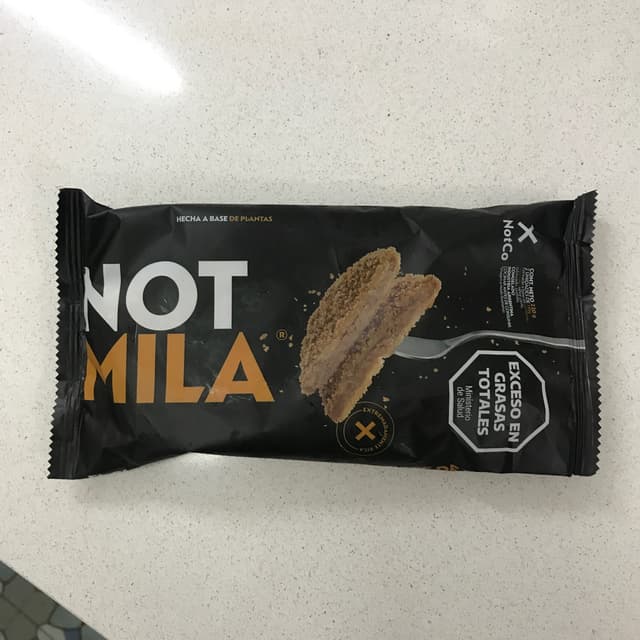 HECHA A BASE DE PLANTAS
NOT
MILA®
NotCo
EXCESO EN
GRASAS
TOTALES
Ministerio
de Salud